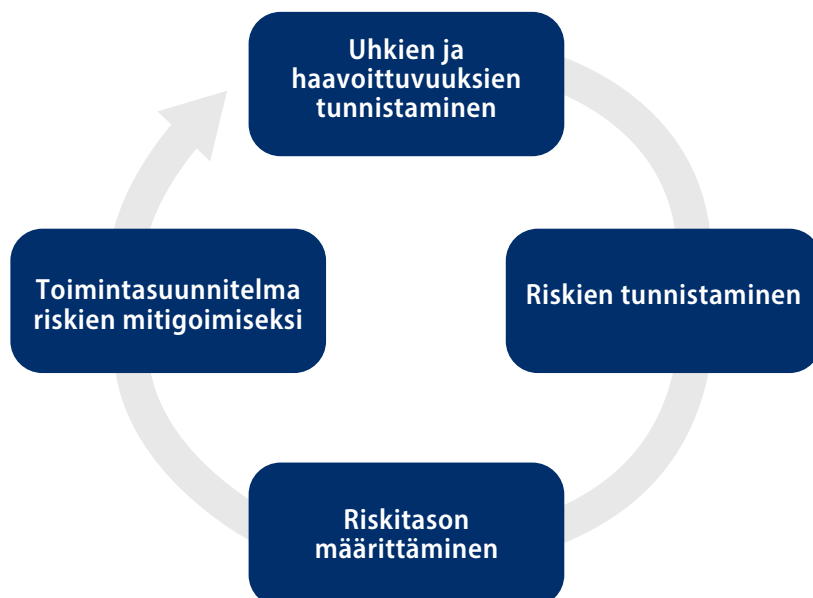 Uhkien ja
haavoittuvuuksien
tunnistaminen
Riskien tunnistaminen
Riskitason
määrittäminen
Toimintasuunnitelma
riskien mitigoimiseksi